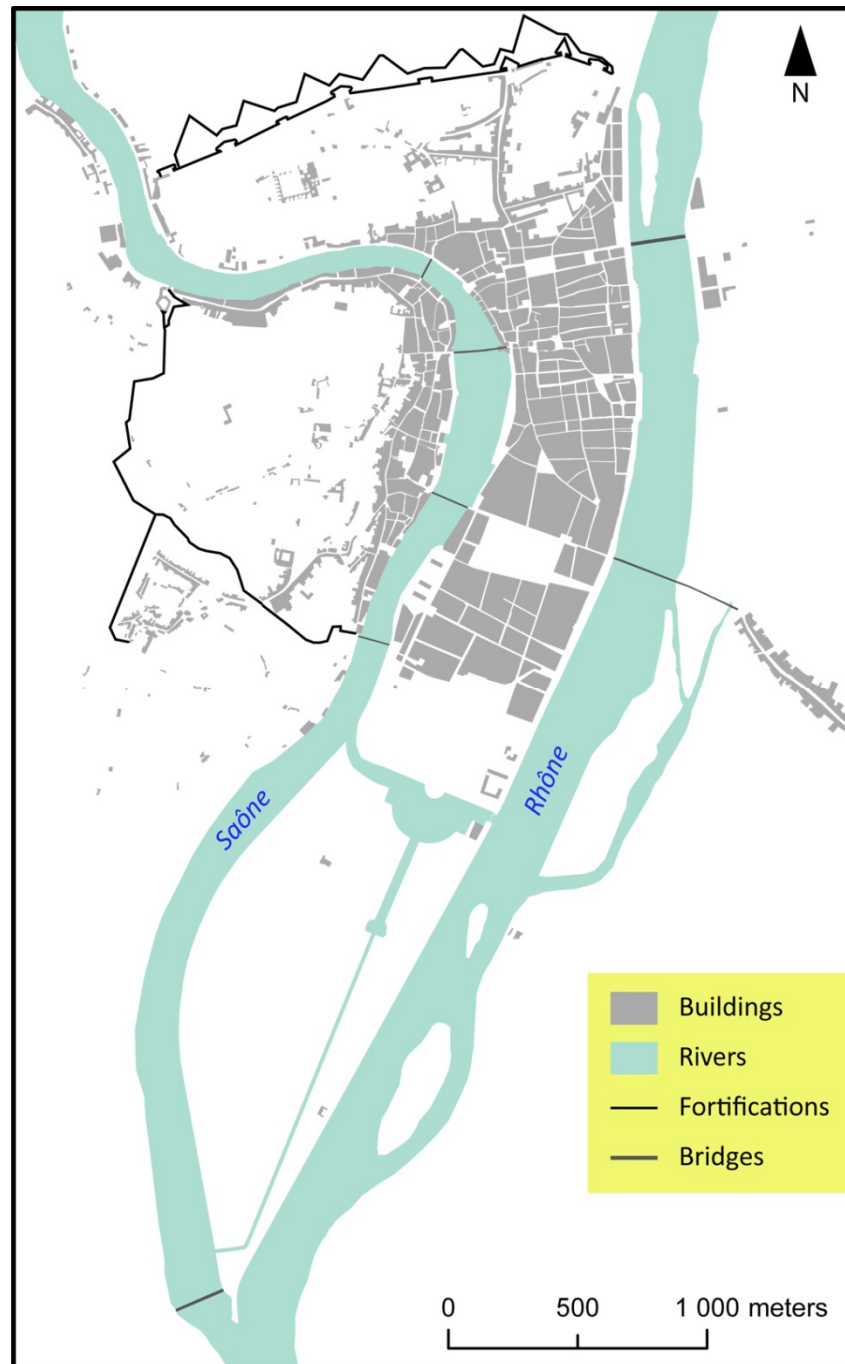 N
Saône
Rhône
Buildings
Rivers
Fortifications
Bridges
0 500 1 000 meters